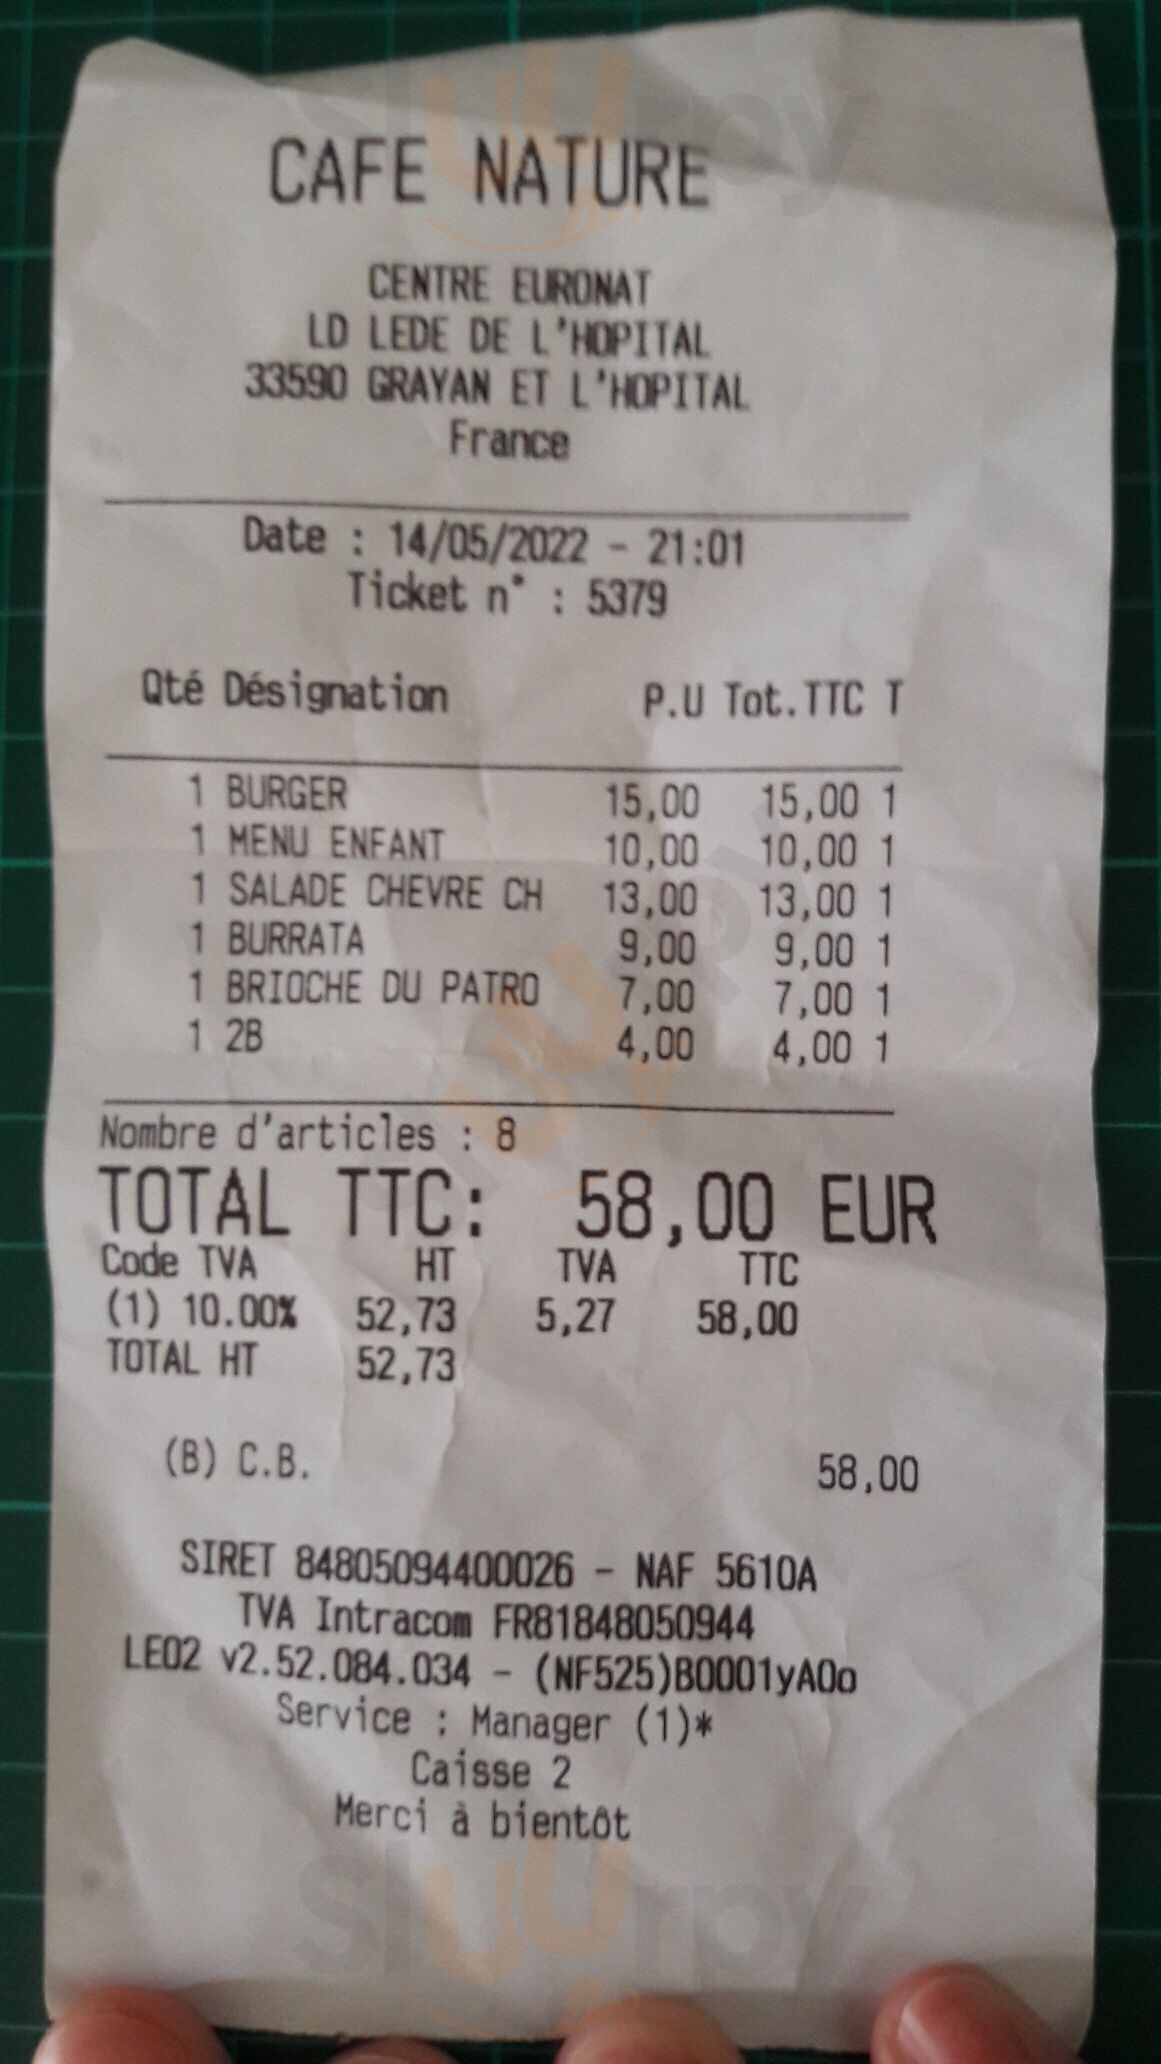 CAFE NATURE
CENTRE EURONAT
LD LEDE DE L'HOPITAL
33590 GRAYAN ET L'HOPITAL
France
Date : 14/05/2022 - 21:01
Ticket n° : 5379
Qté Désignation P.U Tot.TTC T
1 BURGER 15,00 15,00 1
1 MENU ENFANT 10,00 10,00 1
1 SALADE CHEVRE CH 13,00 13,00 1
1 BURRATA 9,00 9,00 1
1 BRIOCHE DU PATRO 7,00 7,00 1
1 2B 4,00 4,00 1
Nombre d'articles : 8
TOTAL TTC: 58,00 EUR
Code TVA HT TVA TTC
(1) 10.00% 52,73 5,27 58,00
TOTAL HT 52,73
(B) C.B. 58,00
SIRET 84805094400026 - NAF 5610A
TVA Intracom FR81848050944
LEO2 v2.52.084.034 - (NF525)B0001yA0o
Service : Manager (1)*
Caisse 2
Merci à bientôt
sluurpy
sluurpy
sluurpy